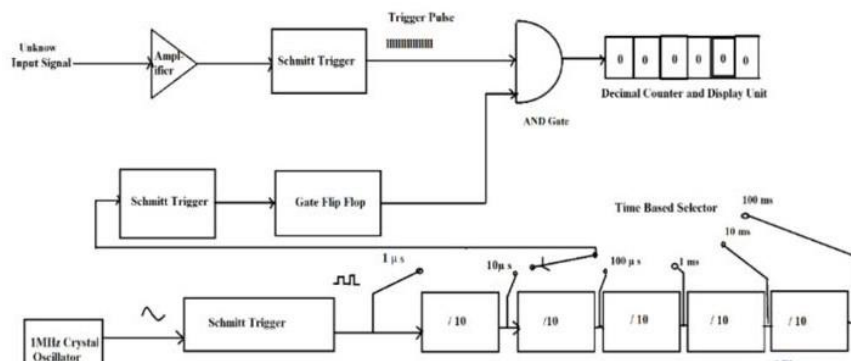 Trigger Pulse
Unknow
Input Signal
Ampl-
ifier
Schmitt Trigger
0 0 0 0 0 0
Decimal Counter and Display Unit
AND Gate
Schmitt Trigger
Gate Flip Flop
Time Based Selector
100 ms
10 ms
1 μ s
10μ s
100 μ s
1 ms
1MHz Crystal
Oscillator
Schmitt Trigger
/ 10
/10
/ 10
/ 10
/ 10